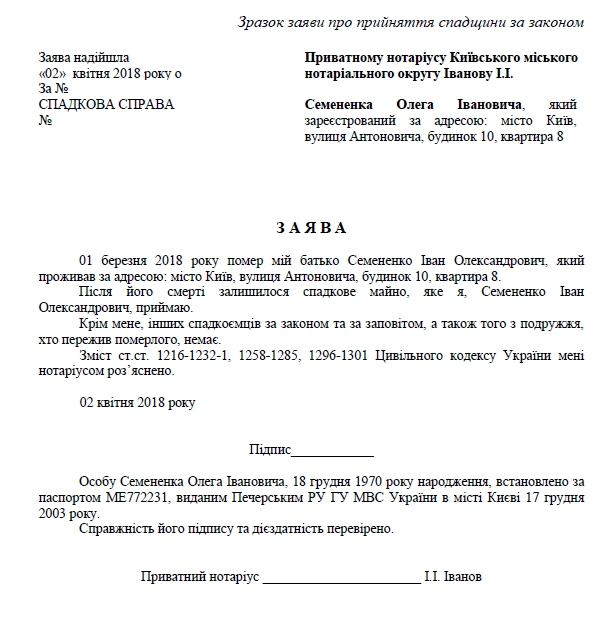 Зразок заяви про прийняття спадщини за законом
Заява надійшла
«02» квітня 2018 року о
За №
СПАДКОВА СПРАВА
№
Приватному нотаріусу Київського міського
нотаріального округу Іванову І.І.
Семененка Олега Івановича, який
зареєстрований за адресою: місто Київ,
вулиця Антоновича, будинок 10, квартира 8
З А Я В А
01 березня 2018 року помер мій батько Семененко Іван Олександрович, який
проживав за адресою: місто Київ, вулиця Антоновича, будинок 10, квартира 8.
Після його смерті залишилося спадкове майно, яке я, Семененко Іван
Олександрович, приймаю.
Крім мене, інших спадкоємців за законом та за заповітом, а також того з подружжя,
хто пережив померлого, немає.
Зміст ст.ст. 1216-1232-1, 1258-1285, 1296-1301 Цивільного кодексу України мені
нотаріусом роз’яснено.
02 квітня 2018 року
Підпис____________
Особу Семененка Олега Івановича, 18 грудня 1970 року народження, встановлено за
паспортом МЕ772231, виданим Печерським РУ ГУ МВС України в місті Києві 17 грудня
2003 року.
Справжність його підпису та дієздатність перевірено.
Приватний нотаріус _______________________ І.І. Іванов